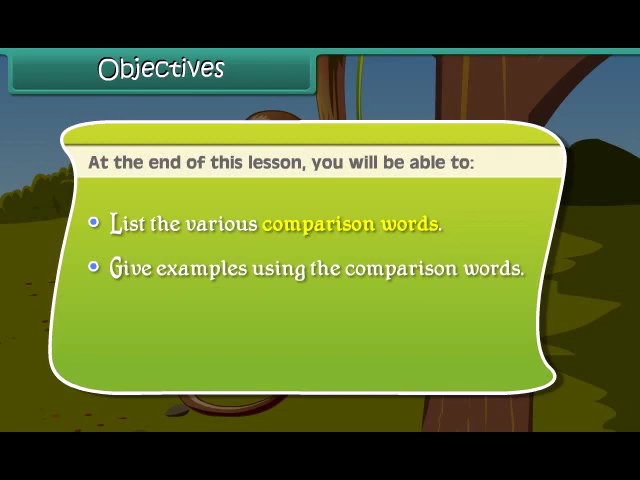 Objectives
At the end of this lesson, you will be able to:
List the various comparison words.
Give examples using the comparison words.